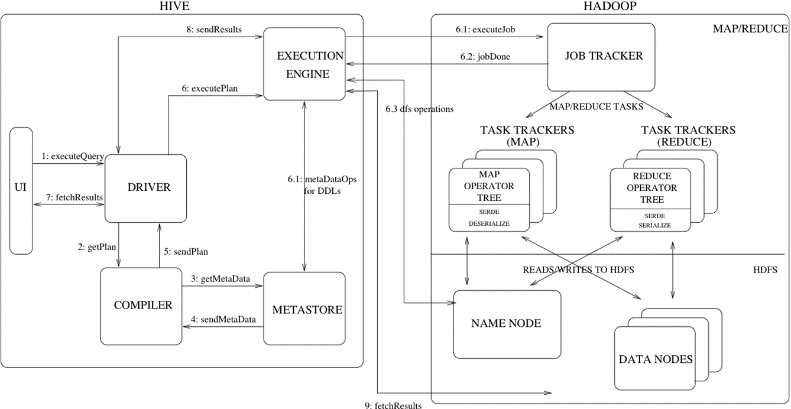 HIVE
HADOOP
8: sendResults
6.1: executeJob
MAP/REDUCE
EXECUTION
ENGINE
6.2: jobDone
JOB TRACKER
6: executePlan
6.3 dfs operations
MAP/REDUCE TASKS
TASK TRACKERS
(MAP)
TASK TRACKERS
(REDUCE)
UI
1: executeQuery
DRIVER
6.1: metaDataOps
for DDLs
MAP
OPERATOR
TREE
SERDE
DESERIALIZE
REDUCE
OPERATOR
TREE
SERDE
SERIALIZE
7: fetchResults
2: getPlan
5: sendPlan
READS/WRITES TO HDFS
HDFS
COMPILER
3: getMetaData
4: sendMetaData
METASTORE
NAME NODE
DATA NODES
9: fetchResults